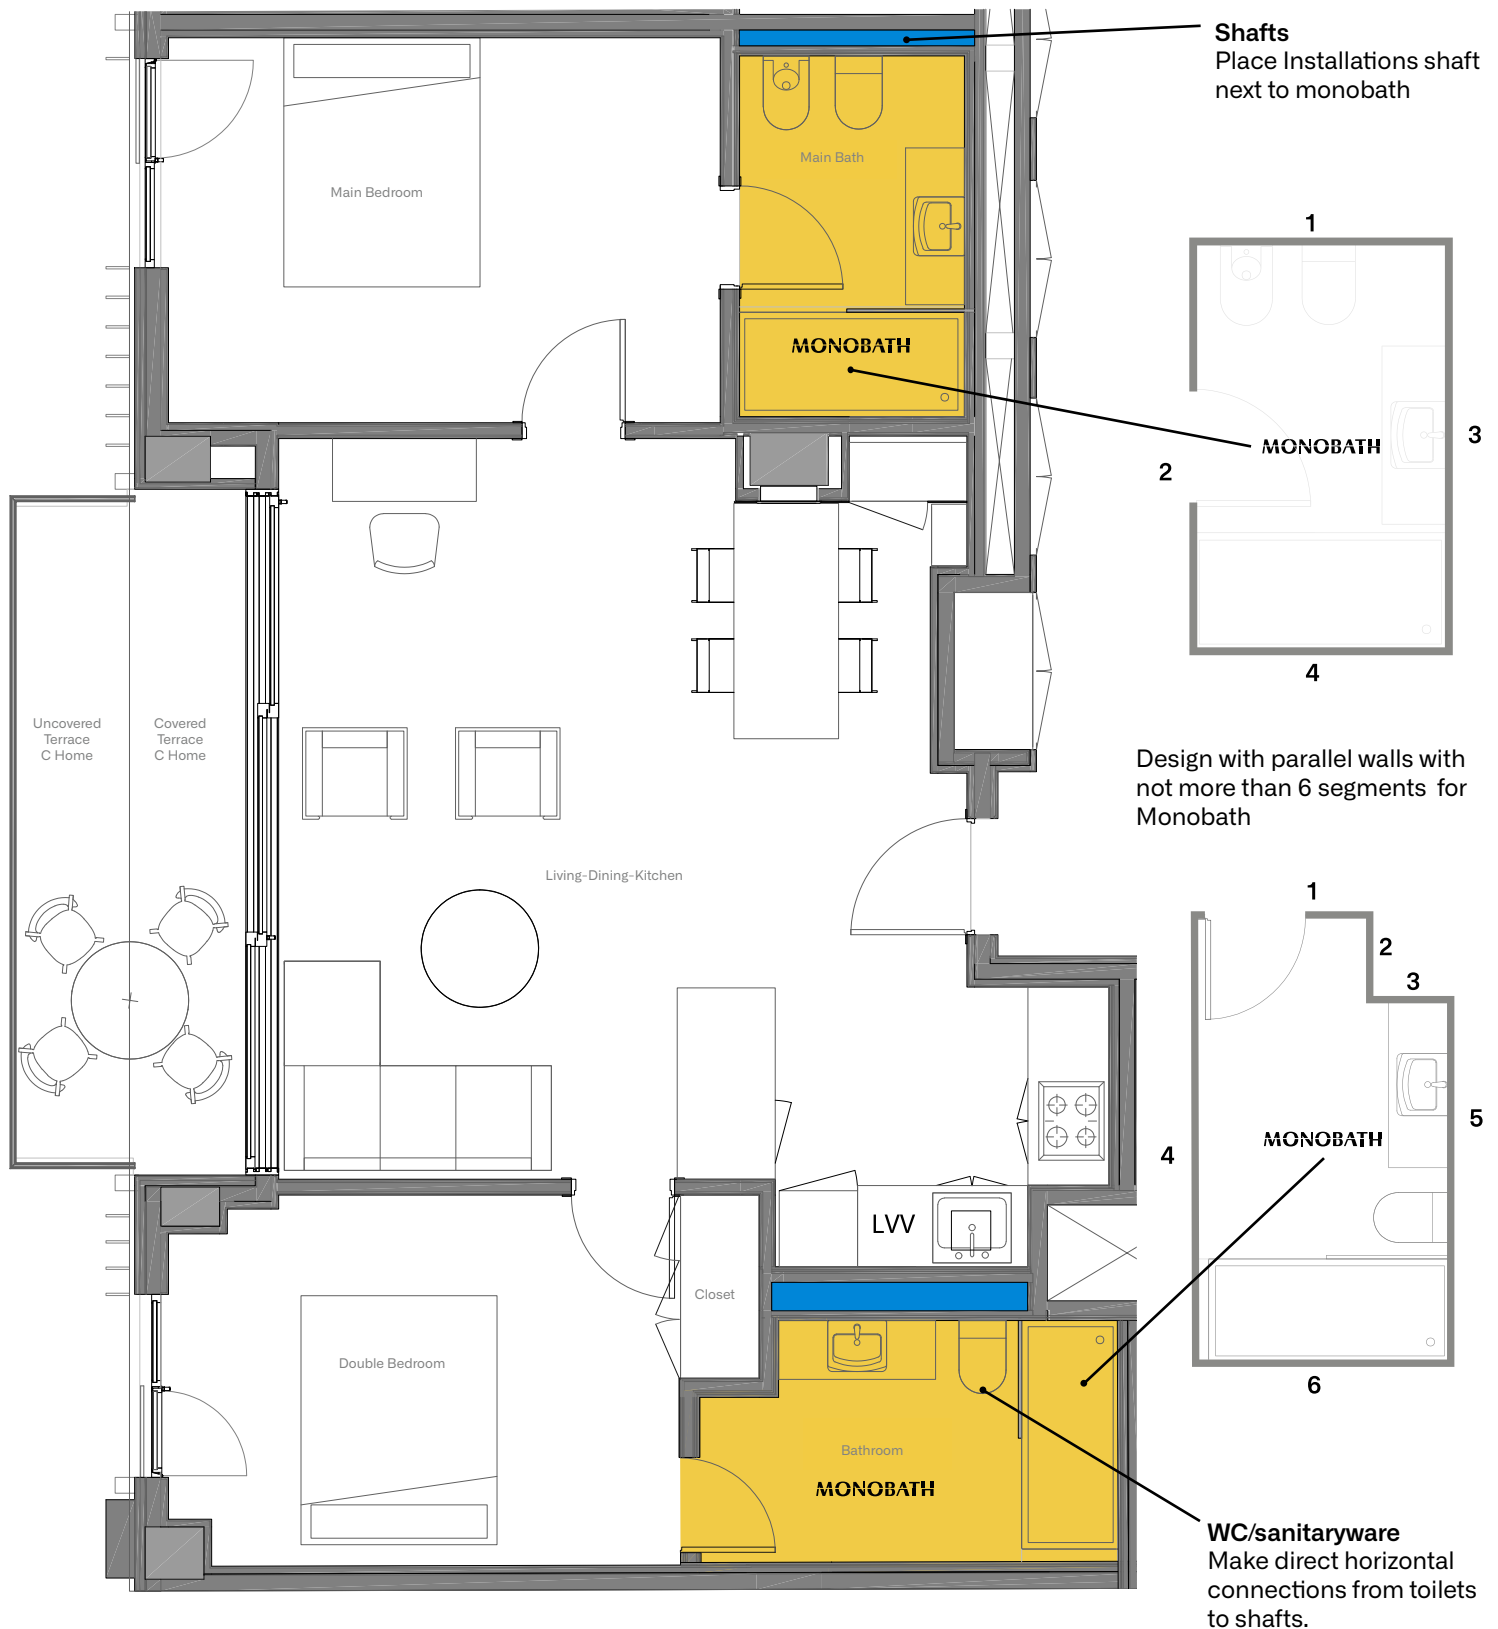 Shafts
Place Installations shaft
next to monobath
Main Bath
Main Bedroom
1
MONOBATH
MONOBATH
3
2
4
Uncovered
Terrace
C Home
Covered
Terrace
C Home
Design with parallel walls with
not more than 6 segments for
Monobath
Living-Dining-Kitchen
1
2
3
5
MONOBATH
4
LVV
Closet
Double Bedroom
6
Bathroom
MONOBATH
WC/sanitaryware
Make direct horizontal
connections from toilets
to shafts.